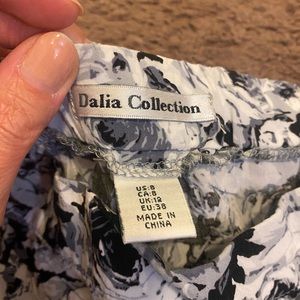 Dalia Collection
US:8
CA:8
UK:12
EU:38
MADE IN
CHINA